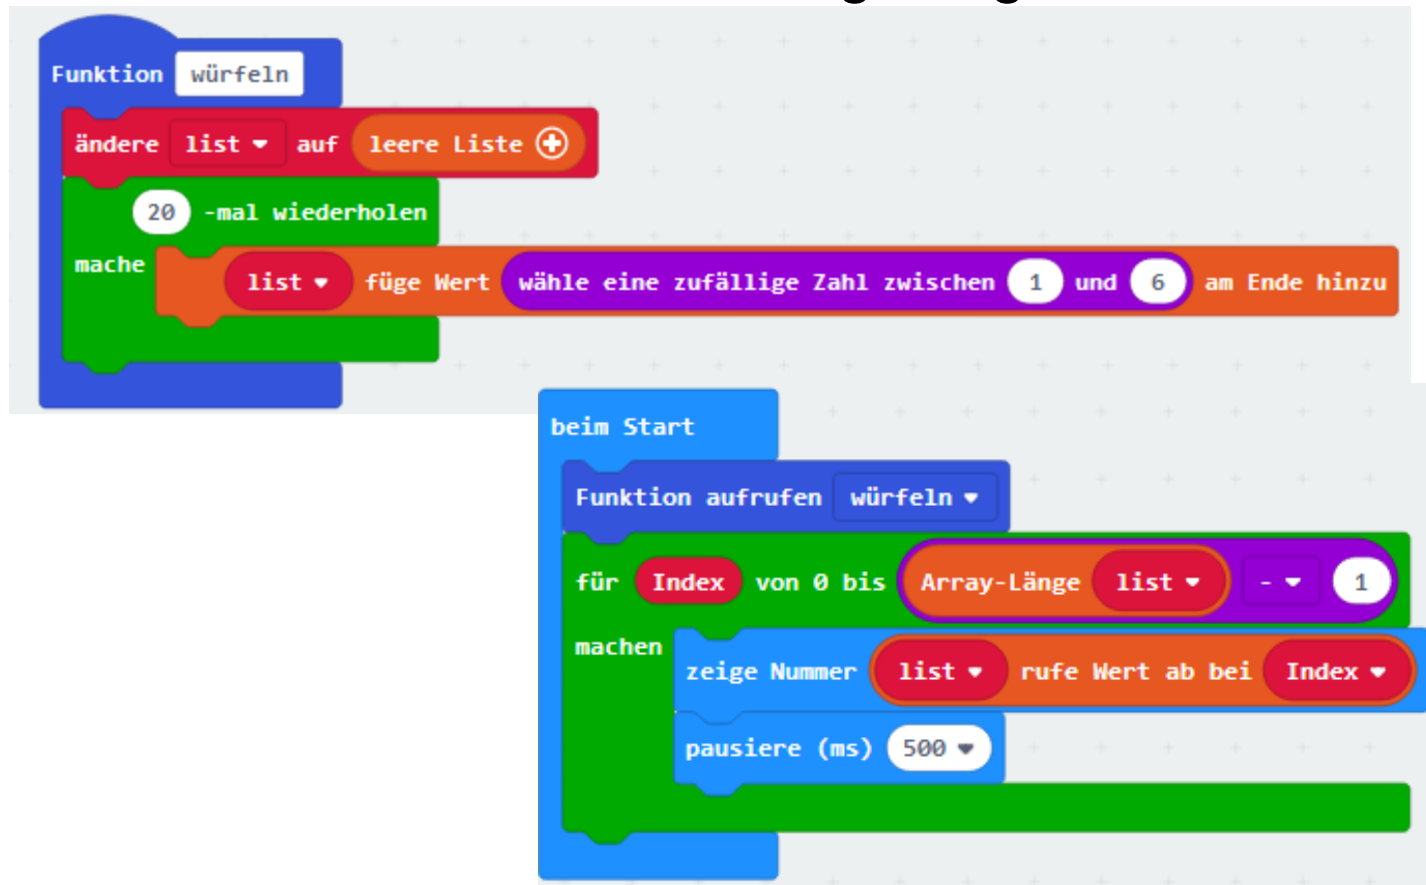 Funktion würfeln
ändere list auf leere Liste
20 -mal wiederholen
mache
list füge Wert wähle eine zufällige Zahl zwischen 1 und 6 am Ende hinzu
beim Start
Funktion aufrufen würfeln
für Index von 0 bis Array-Länge list - 1
machen
zeige Nummer list rufe Wert ab bei Index
pausiere (ms) 500